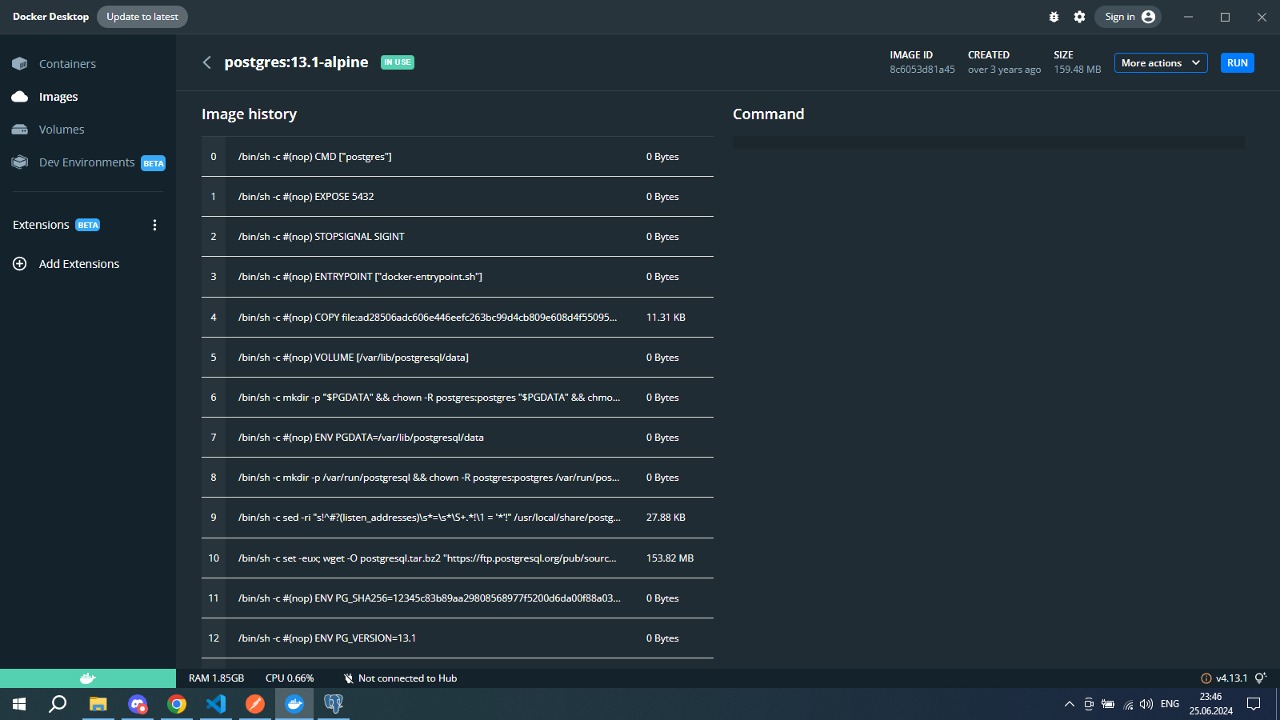 Docker Desktop Update to latest Sign in
Containers
Images
Volumes
Dev Environments BETA
Extensions BETA
Add Extensions
postgres:13.1-alpine IN USE
IMAGE ID CREATED SIZE
8c6053d81a45 over 3 years ago 159.48 MB
More actions RUN
Image history Command
0 /bin/sh -c #(nop) CMD ["postgres"] 0 Bytes
1 /bin/sh -c #(nop) EXPOSE 5432 0 Bytes
2 /bin/sh -c #(nop) STOPSIGNAL SIGINT 0 Bytes
3 /bin/sh -c #(nop) ENTRYPOINT ["docker-entrypoint.sh"] 0 Bytes
4 /bin/sh -c #(nop) COPY file:ad28506adc606e446eefc263bc99d4cb809e608d4f55095... 11.31 KB
5 /bin/sh -c #(nop) VOLUME [/var/lib/postgresql/data] 0 Bytes
6 /bin/sh -c mkdir -p "$PGDATA" && chown -R postgres:postgres "$PGDATA" && chmo... 0 Bytes
7 /bin/sh -c #(nop) ENV PGDATA=/var/lib/postgresql/data 0 Bytes
8 /bin/sh -c mkdir -p /var/run/postgresql && chown -R postgres:postgres /var/run/pos... 0 Bytes
9 /bin/sh -c sed -ri "s!^#?(listen_addresses)\s*=\s*\S+.*!\1 = '*'!" /usr/local/share/postg... 27.88 KB
10 /bin/sh -c set -eux; wget -O postgresql.tar.bz2 "https://ftp.postgresql.org/pub/sourc... 153.82 MB
11 /bin/sh -c #(nop) ENV PG_SHA256=12345c83b89aa29808568977f5200d6da00f88a03... 0 Bytes
12 /bin/sh -c #(nop) ENV PG_VERSION=13.1 0 Bytes
RAM 1.85GB CPU 0.66% Not connected to Hub v4.13.1
ENG 23:46
25.06.2024